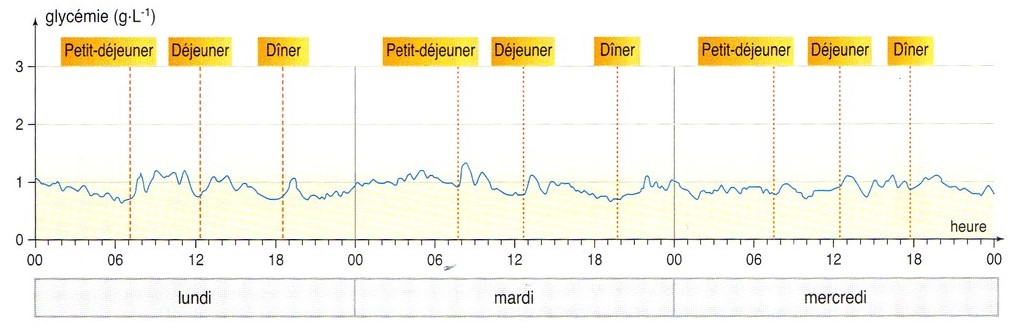 glycémie (g·L⁻¹)
Petit-déjeuner Déjeuner Dîner Petit-déjeuner Déjeuner Dîner Petit-déjeuner Déjeuner Dîner
3
2
1
0
heure
00 06 12 18 00 06 12 18 00 06 12 18 00
lundi mardi mercredi